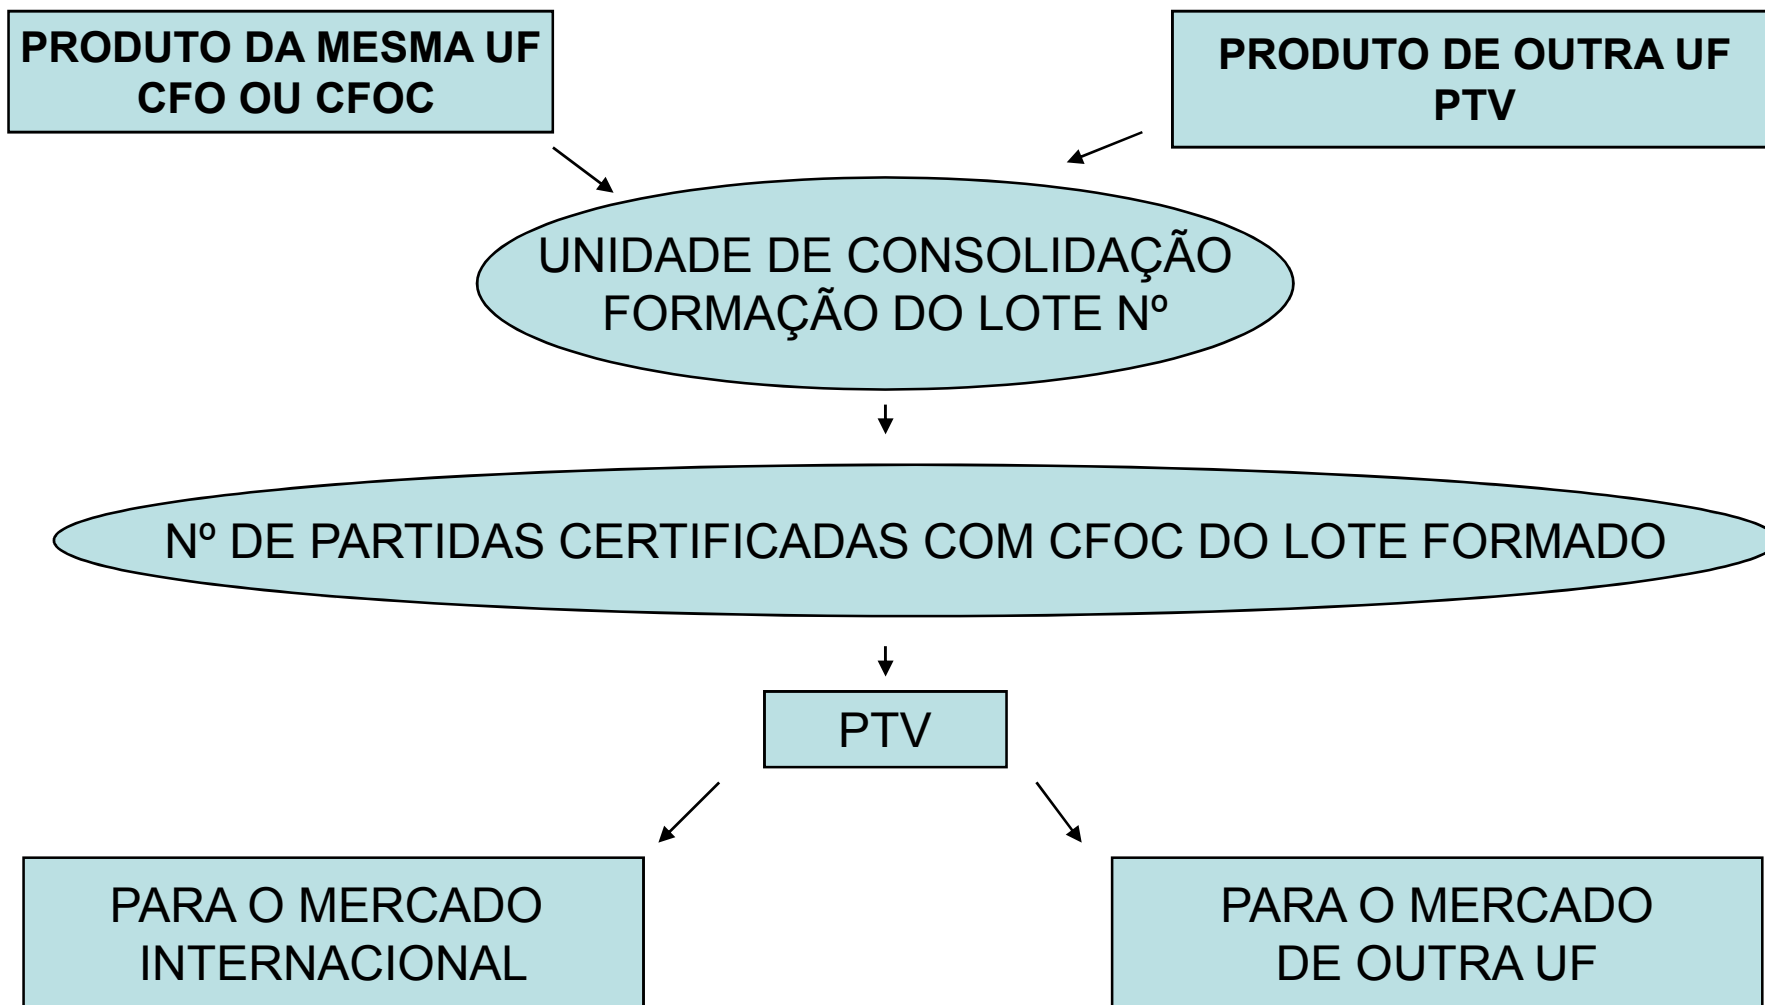 PRODUTO DA MESMA UF
CFO OU CFOC
PRODUTO DE OUTRA UF
PTV
UNIDADE DE CONSOLIDAÇÃO
FORMAÇÃO DO LOTE Nº
Nº DE PARTIDAS CERTIFICADAS COM CFOC DO LOTE FORMADO
PTV
PARA O MERCADO
INTERNACIONAL
PARA O MERCADO
DE OUTRA UF